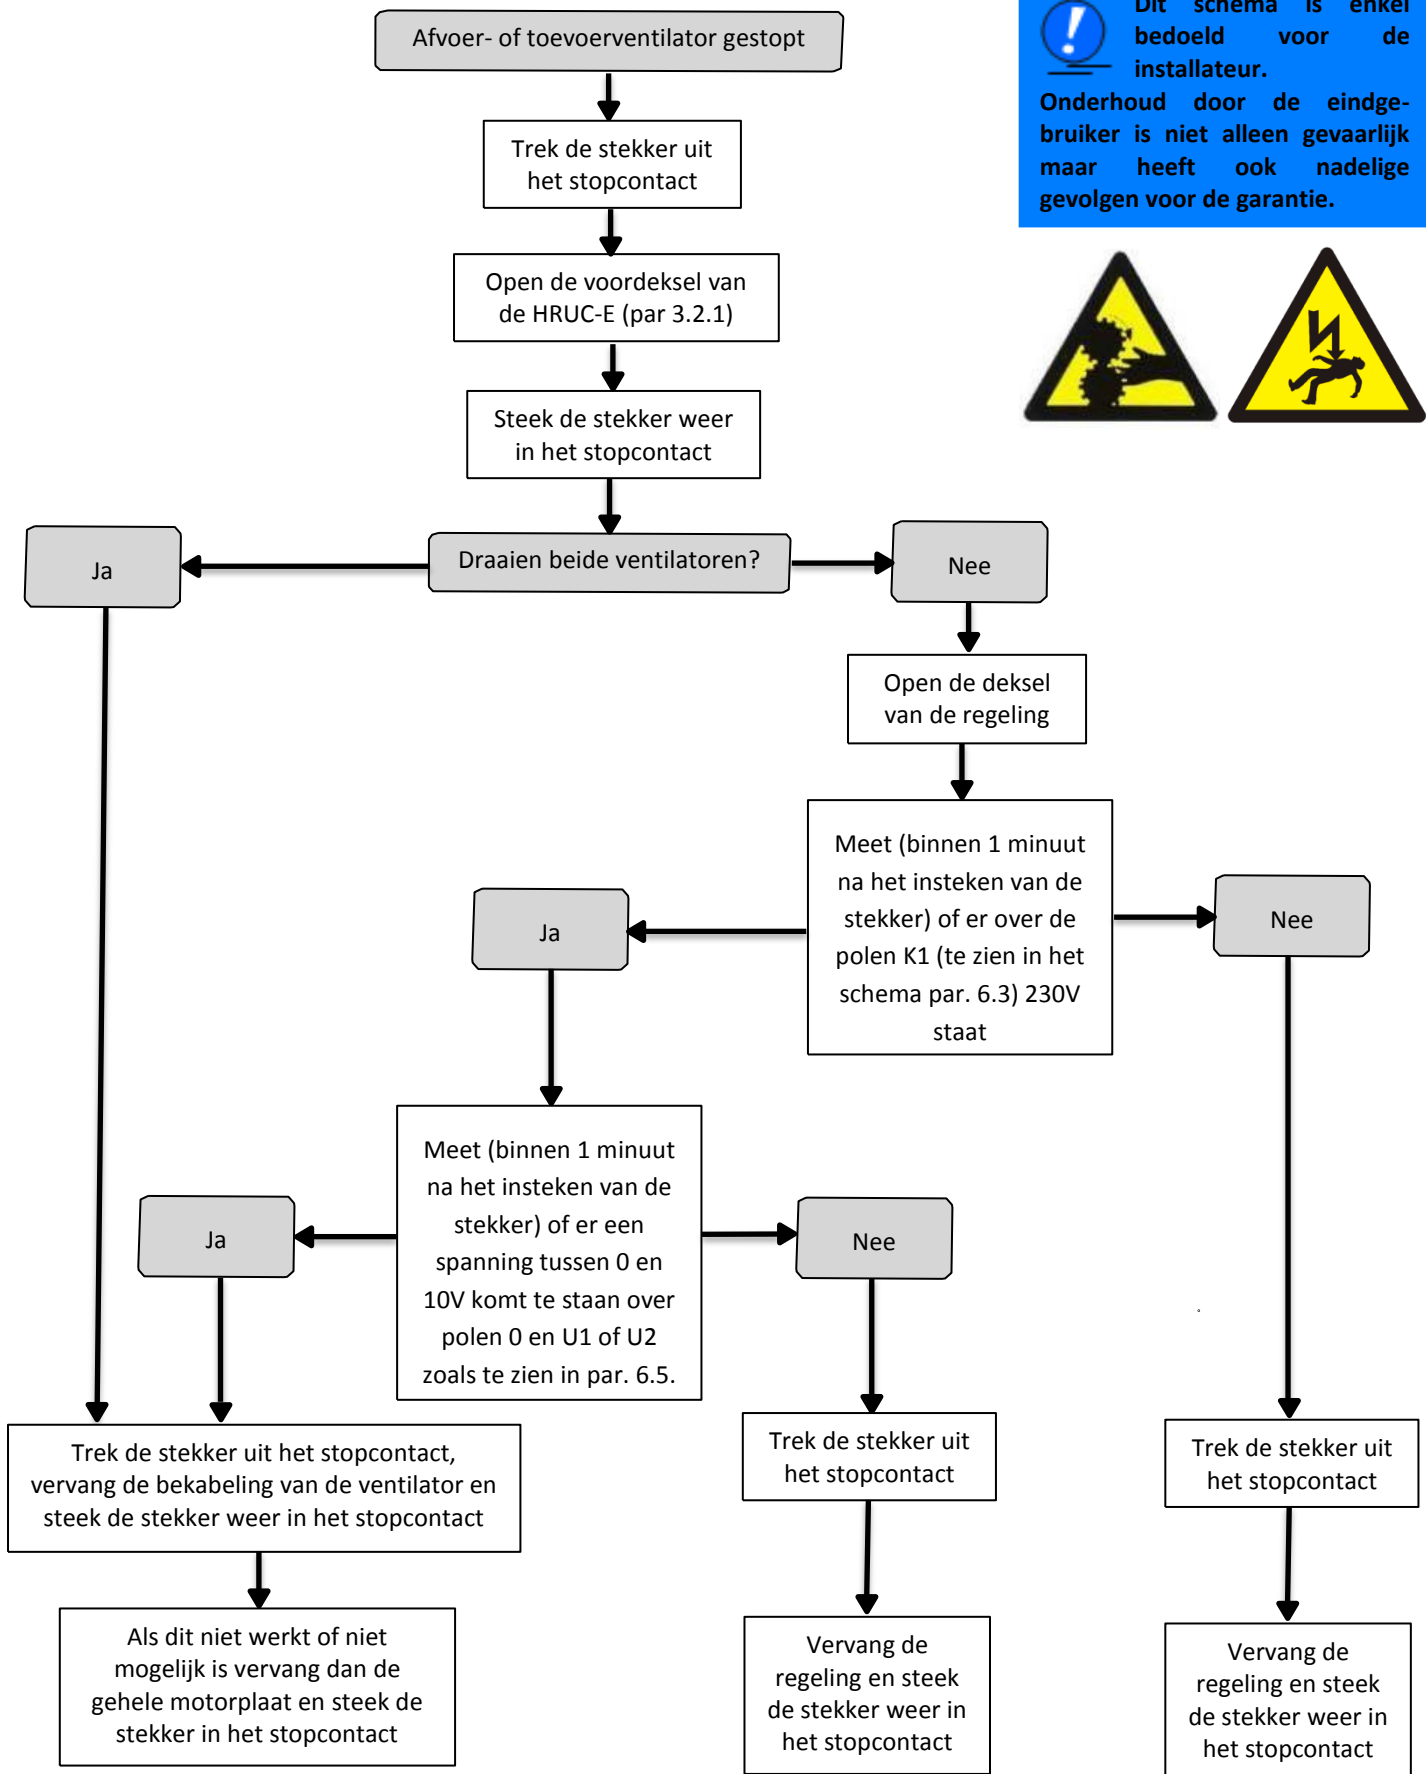 Afvoer- of toevoerventilator gestopt
Dit schema is enkel
bedoeld voor de
installateur.
Onderhoud door de eindge-
bruiker is niet alleen gevaarlijk
maar heeft ook nadelige
gevolgen voor de garantie.
Trek de stekker uit
het stopcontact
Open de voordeksel van
de HRUC-E (par 3.2.1)
Steek de stekker weer
in het stopcontact
Draaien beide ventilatoren?
Ja
Nee
Open de deksel
van de regeling
Meet (binnen 1 minuut
na het insteken van de
stekker) of er over de
polen K1 (te zien in het
schema par. 6.3) 230V
staat
Ja
Nee
Meet (binnen 1 minuut
na het insteken van de
stekker) of er een
spanning tussen 0 en
10V komt te staan over
polen 0 en U1 of U2
zoals te zien in par. 6.5.
Ja
Nee
Trek de stekker uit het stopcontact,
vervang de bekabeling van de ventilator en
steek de stekker weer in het stopcontact
Trek de stekker uit
het stopcontact
Trek de stekker uit
het stopcontact
Als dit niet werkt of niet
mogelijk is vervang dan de
gehele motorplaat en steek de
stekker in het stopcontact
Vervang de
regeling en steek
de stekker weer in
het stopcontact
Vervang de
regeling en steek
de stekker weer in
het stopcontact